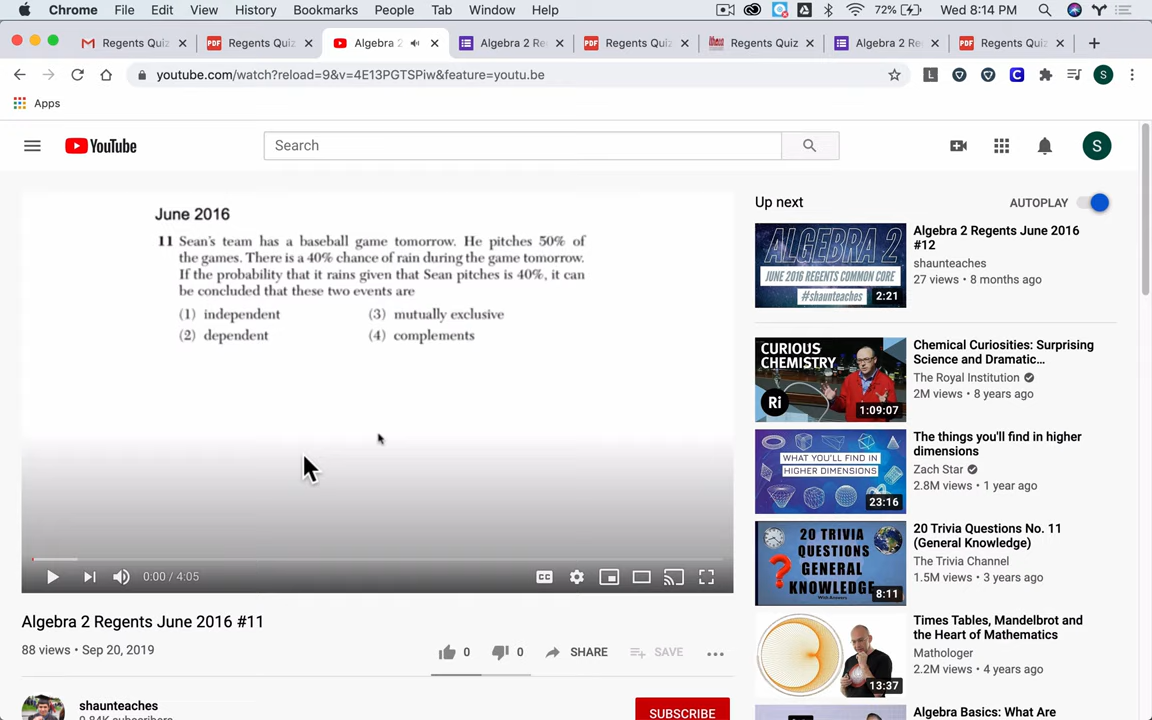 Chrome File Edit View History Bookmarks People Tab Window Help 72% Wed 8:14 PM
Regents Quiz Regents Quiz Algebra 2 Algebra 2 Re Regents Quiz Regents Quiz Algebra 2 Re Regents Quiz
youtube.com/watch?reload=9&v=4E13PGTSPiw&feature=youtu.be
Apps
YouTube
Search
S
June 2016
11 Sean's team has a baseball game tomorrow. He pitches 50% of
the games. There is a 40% chance of rain during the game tomorrow.
If the probability that it rains given that Sean pitches is 40%, it can
be concluded that these two events are
(1) independent (3) mutually exclusive
(2) dependent (4) complements
0:00 / 4:05
Algebra 2 Regents June 2016 #11
88 views • Sep 20, 2019
0 0 SHARE SAVE
shaunteaches
SUBSCRIBE
Up next AUTOPLAY
ALGEBRA 2
JUNE 2016 REGENTS COMMON CORE
#shaunteaches
2:21
Algebra 2 Regents June 2016
#12
shaunteaches
27 views • 8 months ago
CURIOUS
CHEMISTRY
Ri
1:09:07
Chemical Curiosities: Surprising
Science and Dramatic...
The Royal Institution
2M views • 8 years ago
WHAT YOU'LL FIND IN
HIGHER DIMENSIONS
23:16
The things you'll find in higher
dimensions
Zach Star
2.8M views • 1 year ago
20 TRIVIA
QUESTIONS
GENERAL
KNOWLEDGE
8:11
20 Trivia Questions No. 11
(General Knowledge)
The Trivia Channel
1.5M views • 3 years ago
13:37
Times Tables, Mandelbrot and
the Heart of Mathematics
Mathologer
2.2M views • 4 years ago
Algebra Basics: What Are